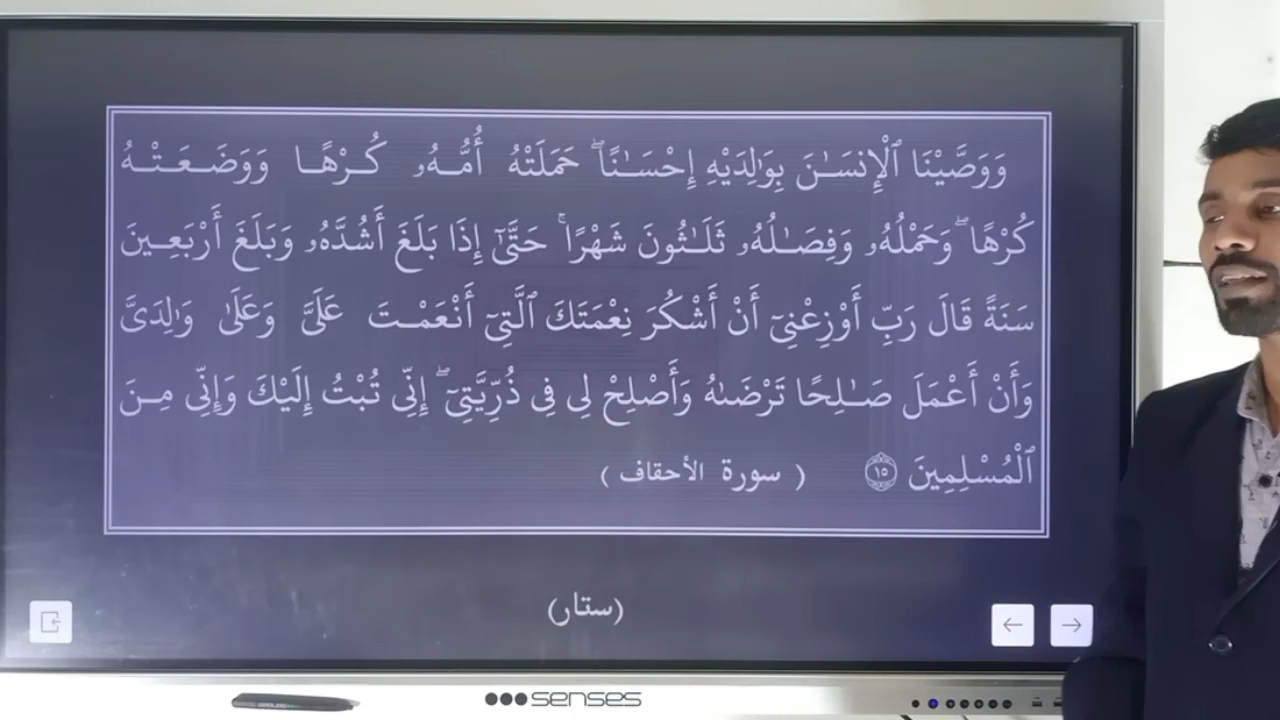 وَوَصَّيْنَا ٱلْإِنسَـٰنَ بِوَٰلِدَيْهِ إِحْسَـٰنًا ۖ حَمَلَتْهُ أُمُّهُۥ كُرْهًا وَوَضَعَتْهُ
كُرْهًا ۖ وَحَمْلُهُۥ وَفِصَـٰلُهُۥ ثَلَـٰثُونَ شَهْرًا ۚ حَتَّىٰٓ إِذَا بَلَغَ أَشُدَّهُۥ وَبَلَغَ أَرْبَعِينَ
سَنَةً قَالَ رَبِّ أَوْزِعْنِىٓ أَنْ أَشْكُرَ نِعْمَتَكَ ٱلَّتِىٓ أَنْعَمْتَ عَلَىَّ وَعَلَىٰ وَٰلِدَىَّ
وَأَنْ أَعْمَلَ صَـٰلِحًا تَرْضَىٰهُ وَأَصْلِحْ لِى فِى ذُرِّيَّتِىٓ ۖ إِنِّى تُبْتُ إِلَيْكَ وَإِنِّى مِنَ
ٱلْمُسْلِمِينَ ١٥ ( سورة الأحقاف )
(ستار)
senses